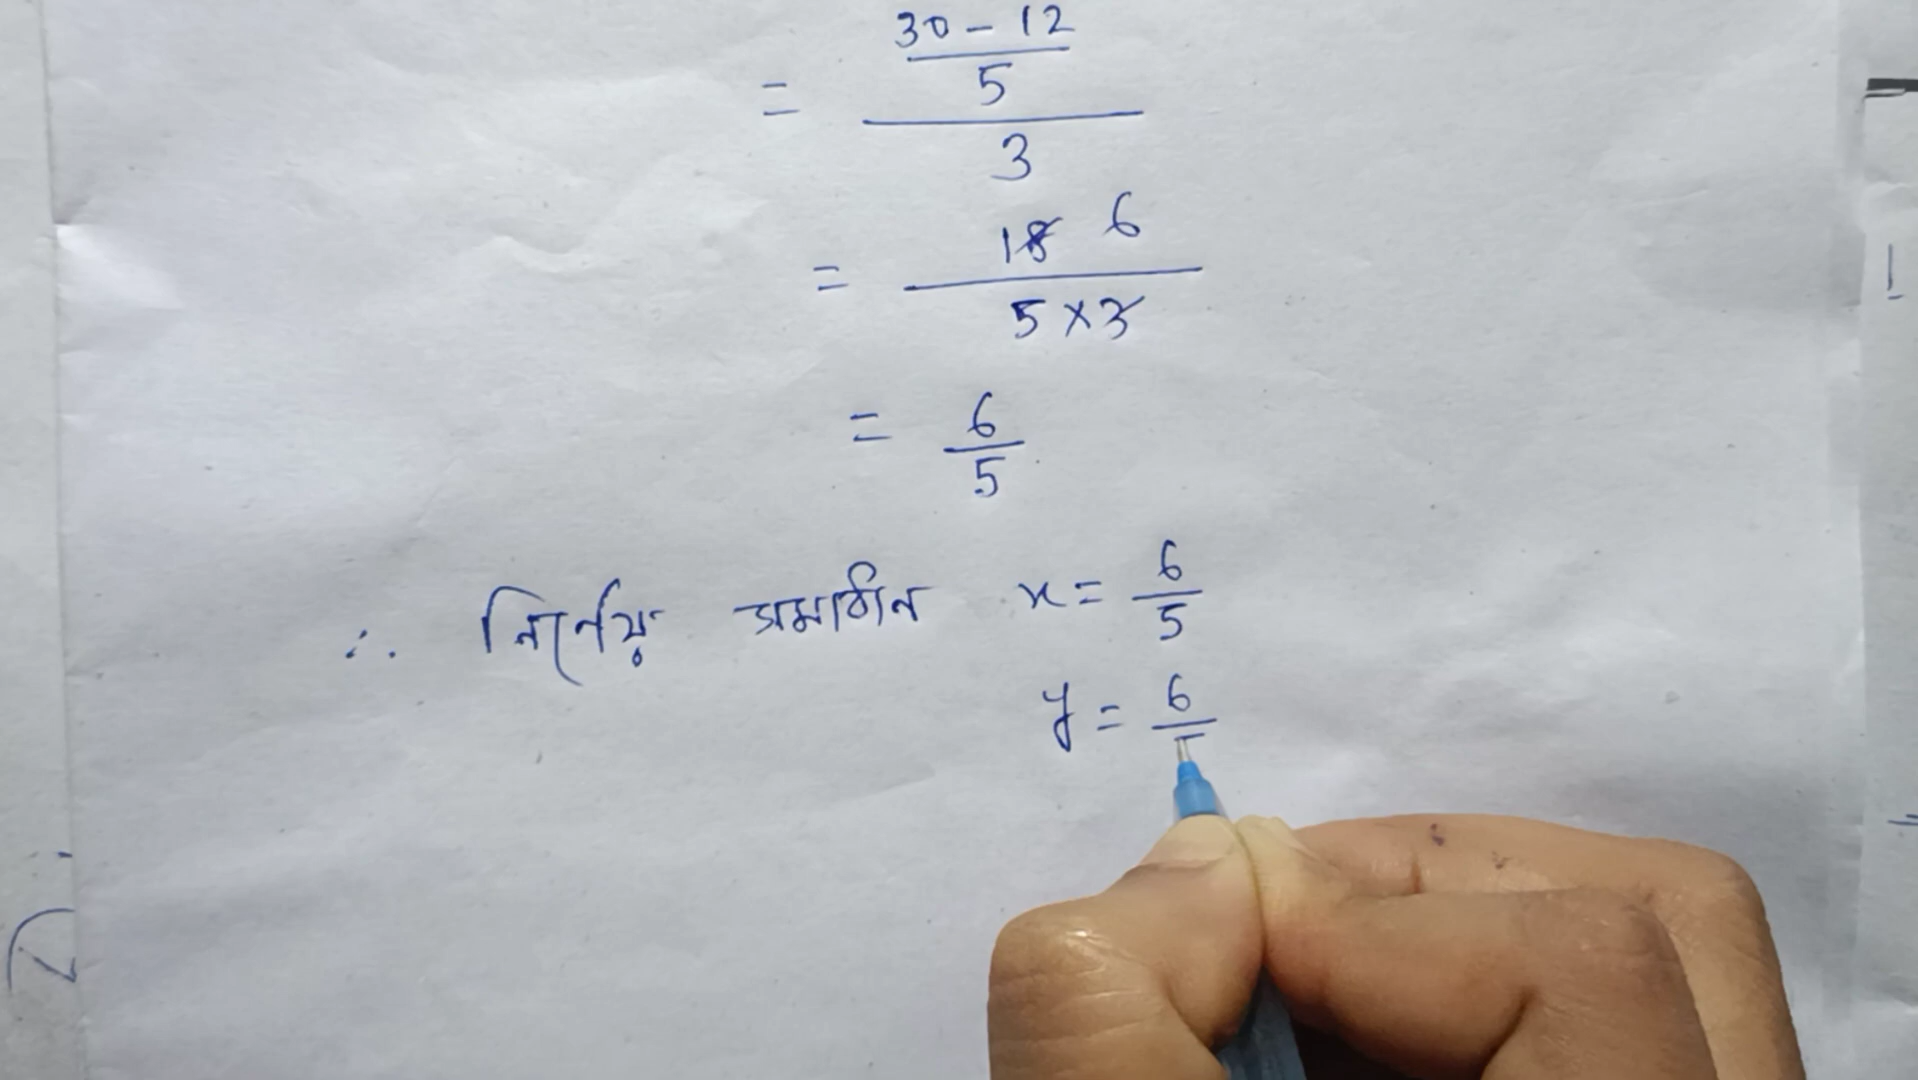 = 30 - 12 / 5 / 3
= 18 6 / 5 × 3
= 6/5
∴ নির্ণেয় সমাধান x = 6/5
y = 6/